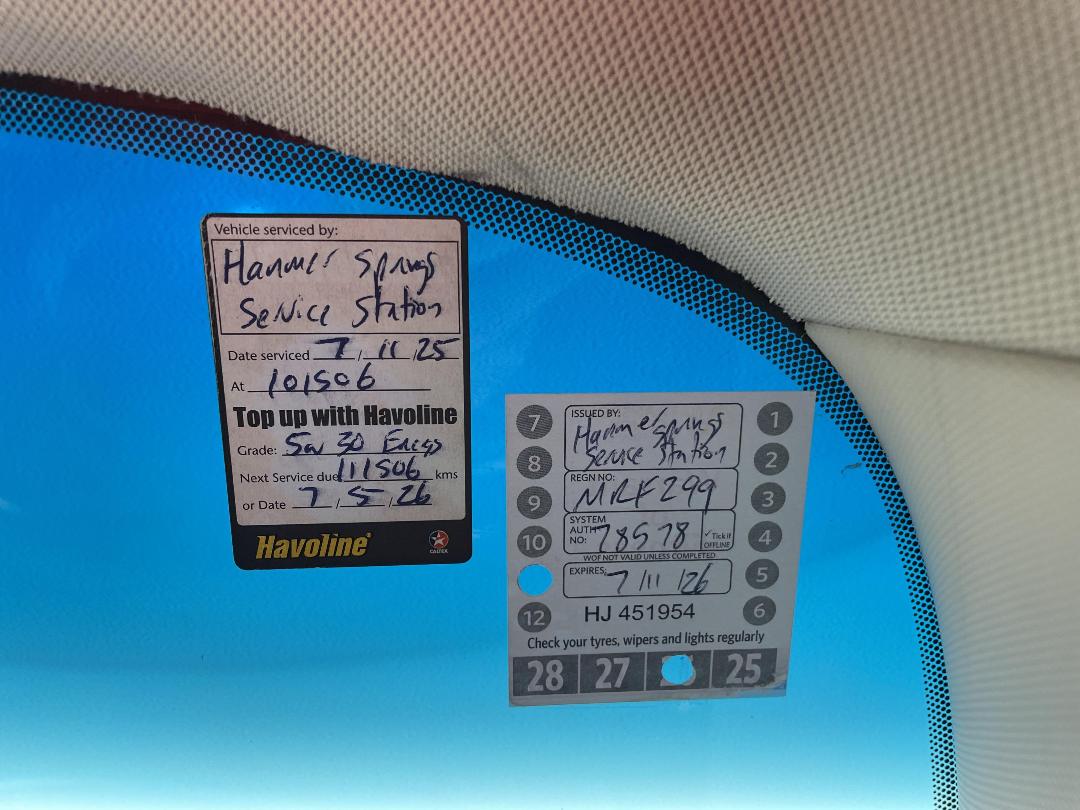 Vehicle serviced by:
Hanmer Springs
Service Station
Date serviced 7 / 11 / 25
At 101506
Top up with Havoline
Grade: 5w 30 Energy
Next Service due 111506 kms
or Date 7 / 5 / 26
Havoline
CALTEX
7
8
9
10
12
ISSUED BY:
Hanmer Springs
Service Station
REGN NO:
MRF299
SYSTEM
AUTH
NO: 78578
✓ Tick if
OFFLINE
WOF NOT VALID UNLESS COMPLETED
EXPIRES: 7/11/26
HJ 451954
1
2
3
4
5
6
Check your tyres, wipers and lights regularly
28 27 25